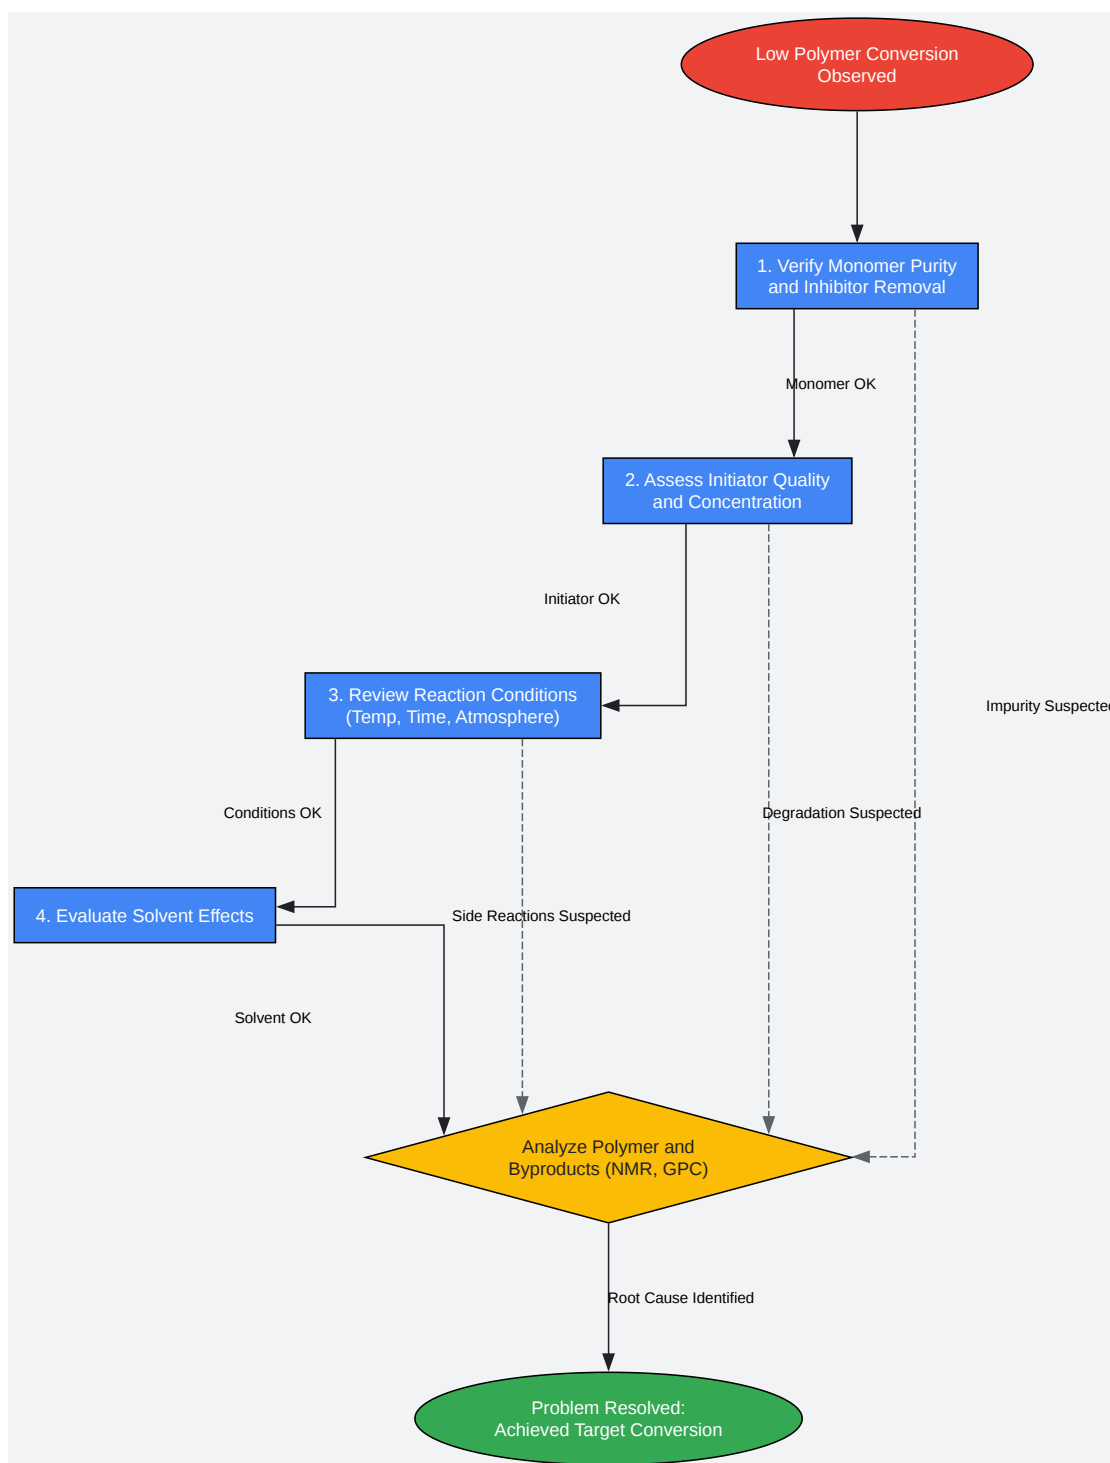 Low Polymer Conversion
Observed
1. Verify Monomer Purity
and Inhibitor Removal
Monomer OK
2. Assess Initiator Quality
and Concentration
Initiator OK
3. Review Reaction Conditions
(Temp, Time, Atmosphere)
Impurity Suspected
Conditions OK
Degradation Suspected
4. Evaluate Solvent Effects
Side Reactions Suspected
Solvent OK
Analyze Polymer and
Byproducts (NMR, GPC)
Root Cause Identified
Problem Resolved:
Achieved Target Conversion